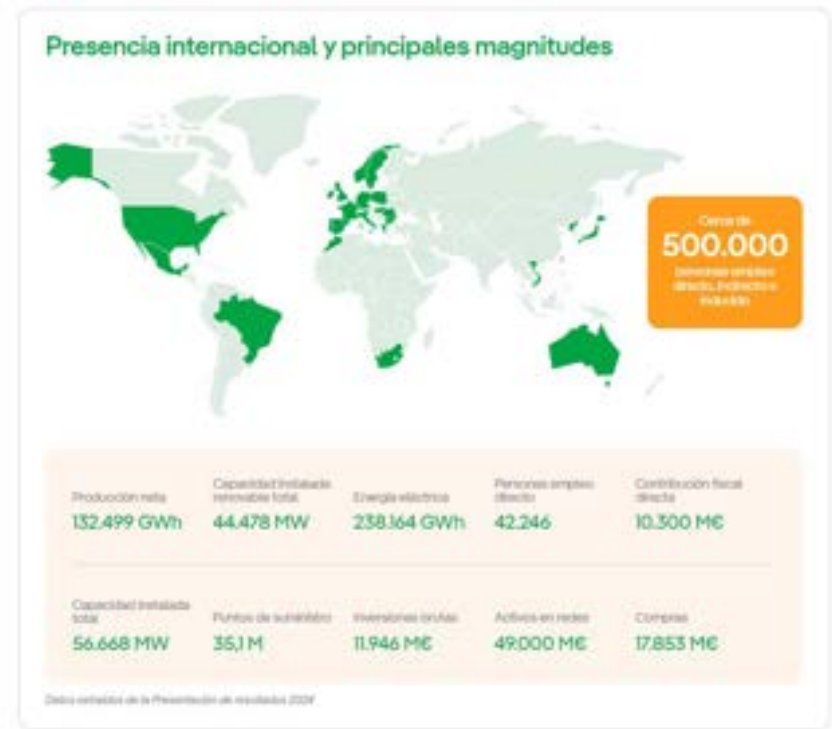 Presencia internacional y principales magnitudes
Cerca de
500.000
personas empleo
directo, indirecto e
inducido
Producción neta
132.499 GWh
Capacidad instalada
renovable total
44.478 MW
Energía eléctrica
238.164 GWh
Personas empleo
directo
42.246
Contribución fiscal
directa
10.300 M€
Capacidad instalada
total
56.668 MW
Puntos de suministro
35,1 M
Inversiones brutas
11.946 M€
Activos en redes
49.000 M€
Compras
17.853 M€
Datos extraídos de la Presentación de resultados 2024